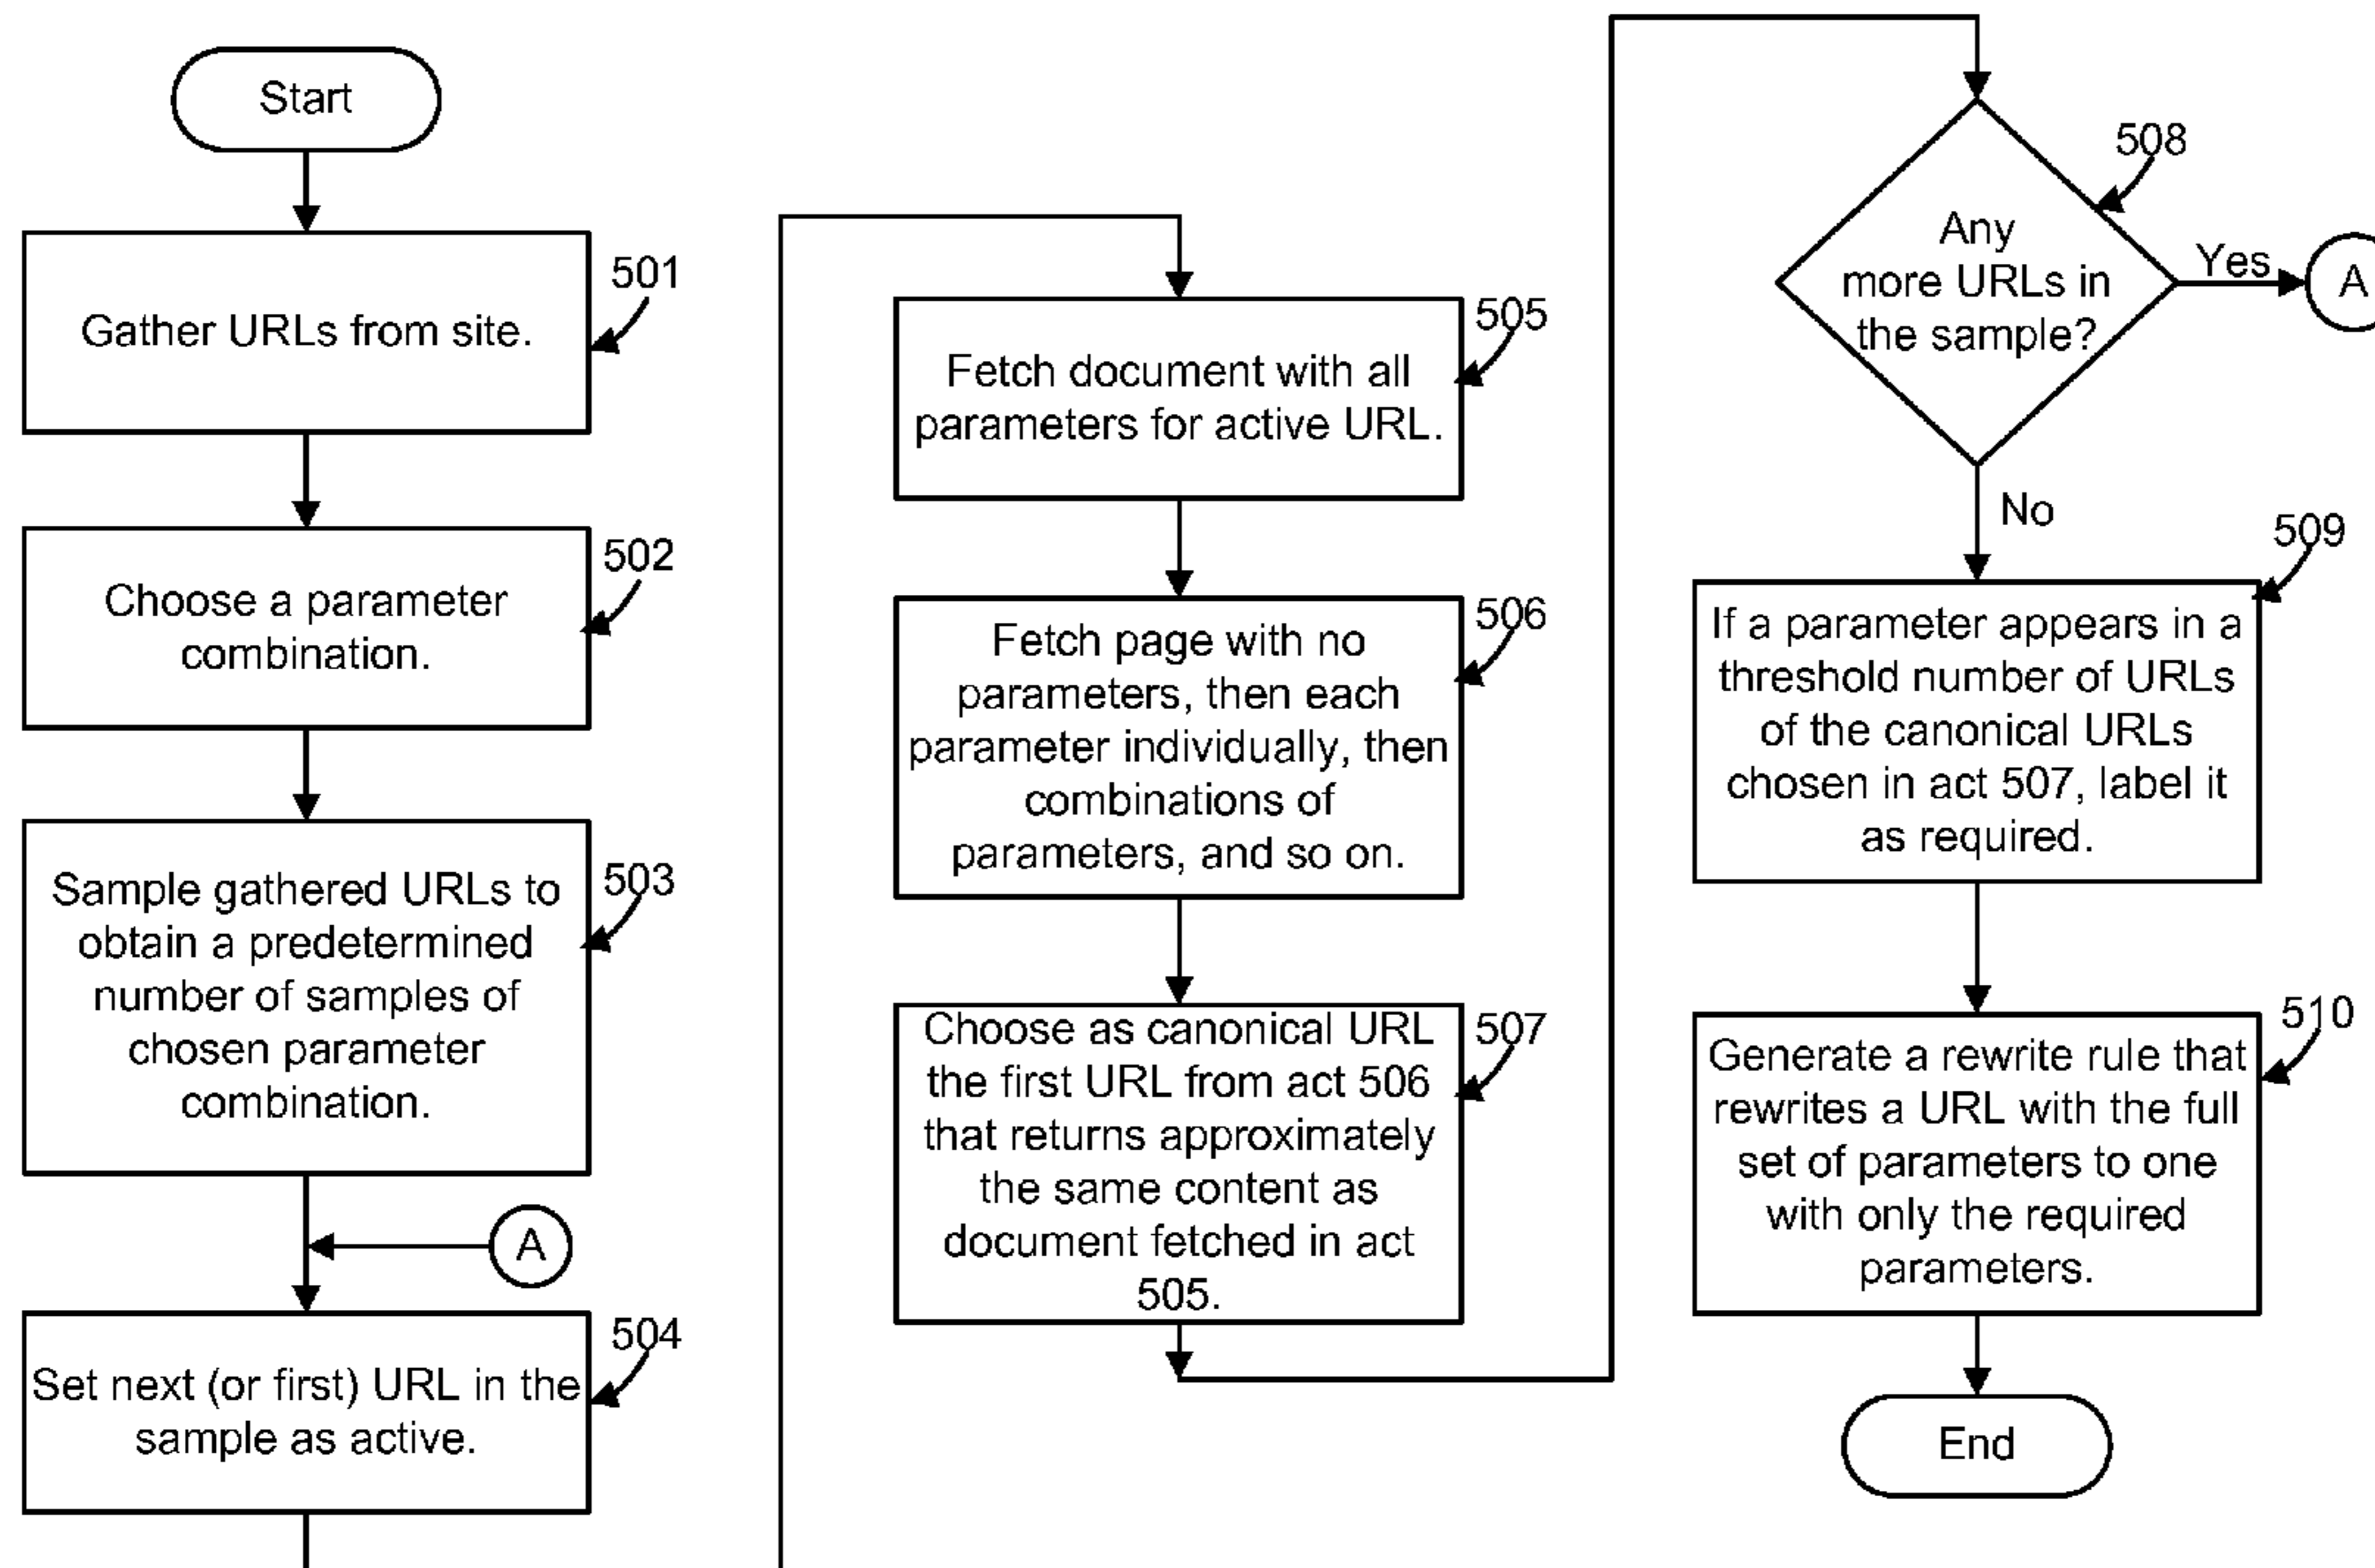 Start
501
Gather URLs from site.
502
Choose a parameter
combination.
503
Sample gathered URLs to
obtain a predetermined
number of samples of
chosen parameter
combination.
A
504
Set next (or first) URL in the
sample as active.
505
Fetch document with all
parameters for active URL.
506
Fetch page with no
parameters, then each
parameter individually, then
combinations of
parameters, and so on.
507
Choose as canonical URL
the first URL from act 506
that returns approximately
the same content as
document fetched in act
505.
508
Any
more URLs in
the sample?
Yes
A
No
509
If a parameter appears in a
threshold number of URLs
of the canonical URLs
chosen in act 507, label it
as required.
510
Generate a rewrite rule that
rewrites a URL with the full
set of parameters to one
with only the required
parameters.
End